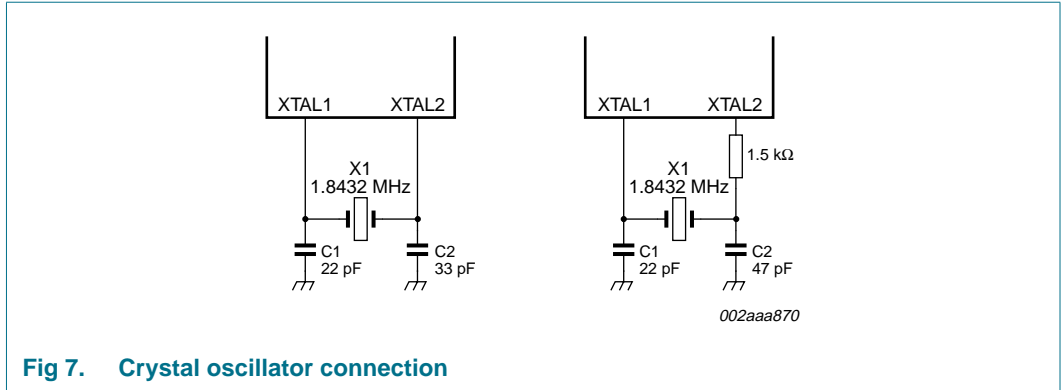 XTAL1 XTAL2
X1
1.8432 MHz
C1
22 pF
C2
33 pF
XTAL1 XTAL2
1.5 kΩ
X1
1.8432 MHz
C1
22 pF
C2
47 pF
002aaa870
Fig 7. Crystal oscillator connection